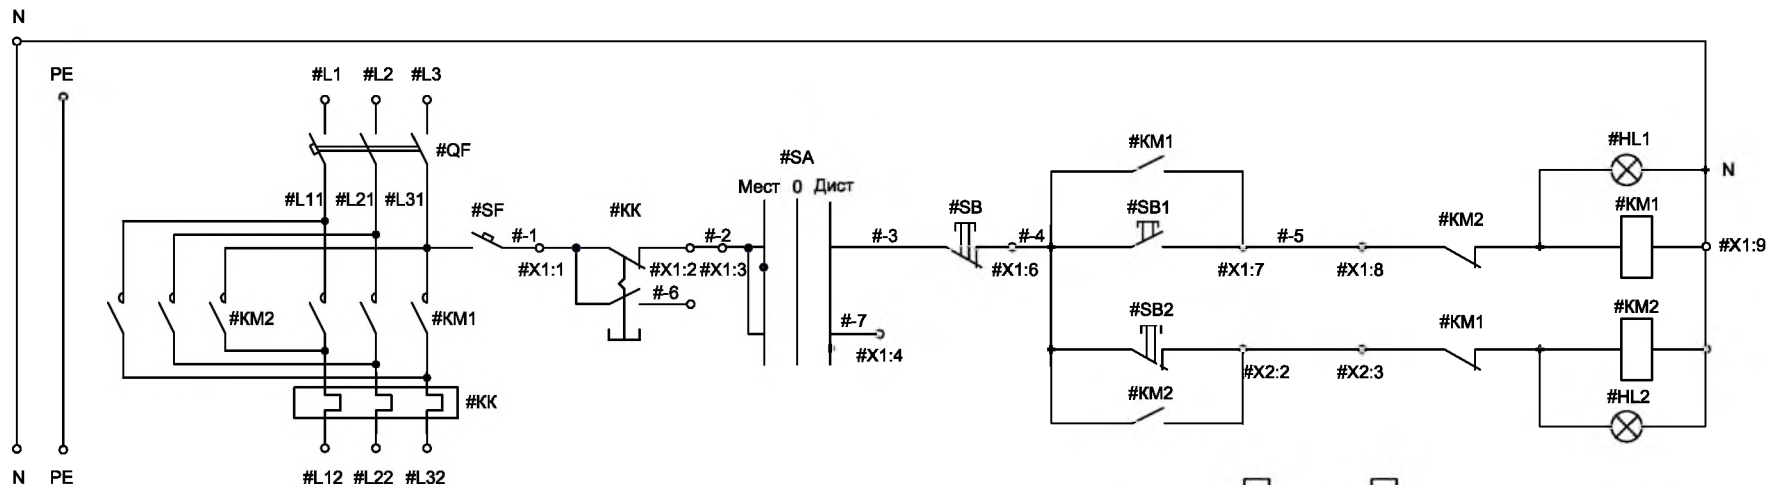 N
PE #L1 #L2 #L3
#QF #KM1 #HL1
#SA
Мест 0 Дист N
#L11 #L21 #L31 #SF #KK #SB #SB1 #KM2 #KM1
#-1 #-2 #-3 #-4 #-5
#X1:1 #X1:2 #X1:3 #X1:6 #X1:7 #X1:8 #X1:9
#-6
#KM2 #KM1 #-7 #SB2 #KM1 #KM2
#X1:4 #X2:2 #X2:3
#KK #KM2 #HL2
N PE #L12 #L22 #L32